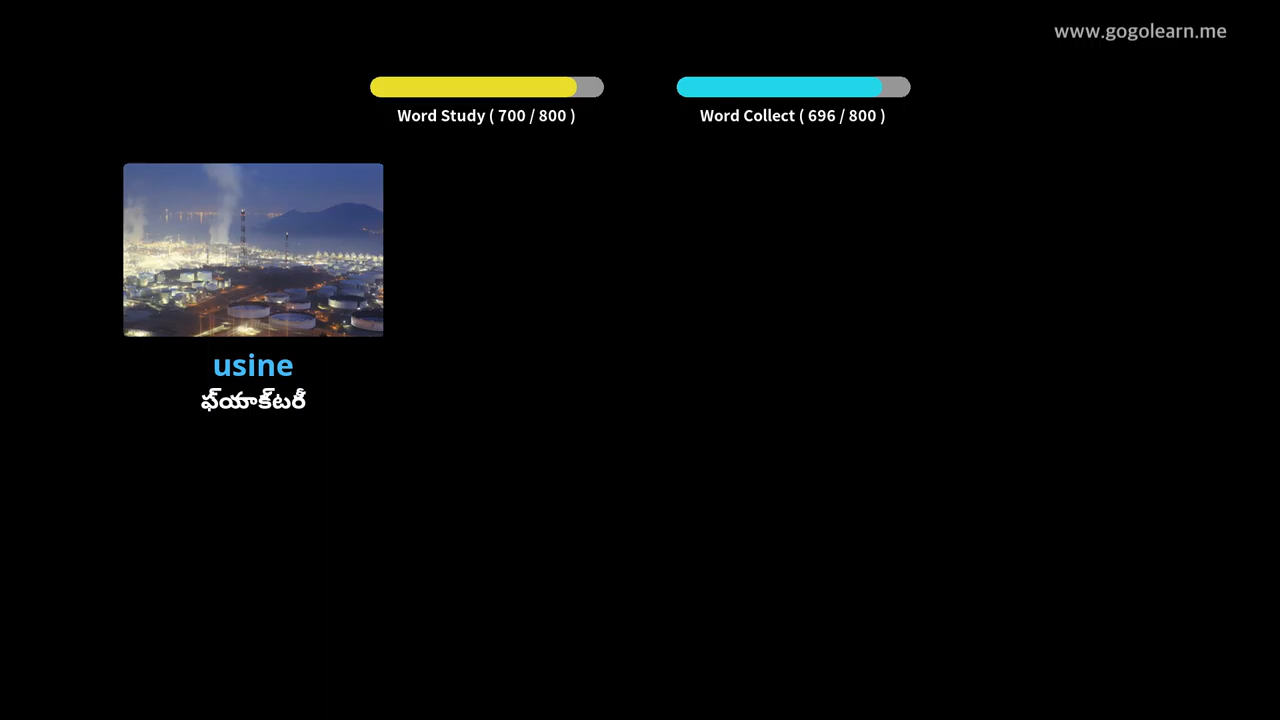 www.gogolearn.me
Word Study ( 700 / 800 )
Word Collect ( 696 / 800 )
usine
ఫ్యాక్టరీ